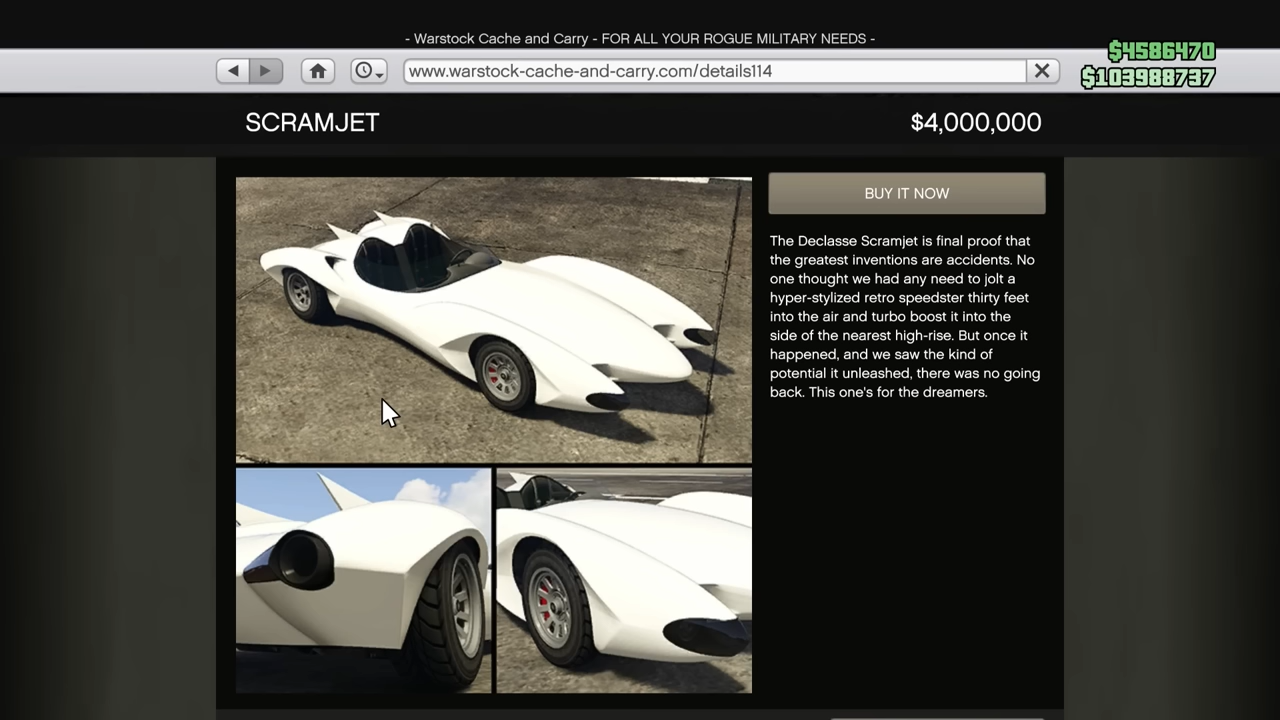 - Warstock Cache and Carry - FOR ALL YOUR ROGUE MILITARY NEEDS -
$4586470
www.warstock-cache-and-carry.com/details114
$103988737
SCRAMJET
$4,000,000
BUY IT NOW
The Declasse Scramjet is final proof that
the greatest inventions are accidents. No
one thought we had any need to jolt a
hyper-stylized retro speedster thirty feet
into the air and turbo boost it into the
side of the nearest high-rise. But once it
happened, and we saw the kind of
potential it unleashed, there was no going
back. This one's for the dreamers.